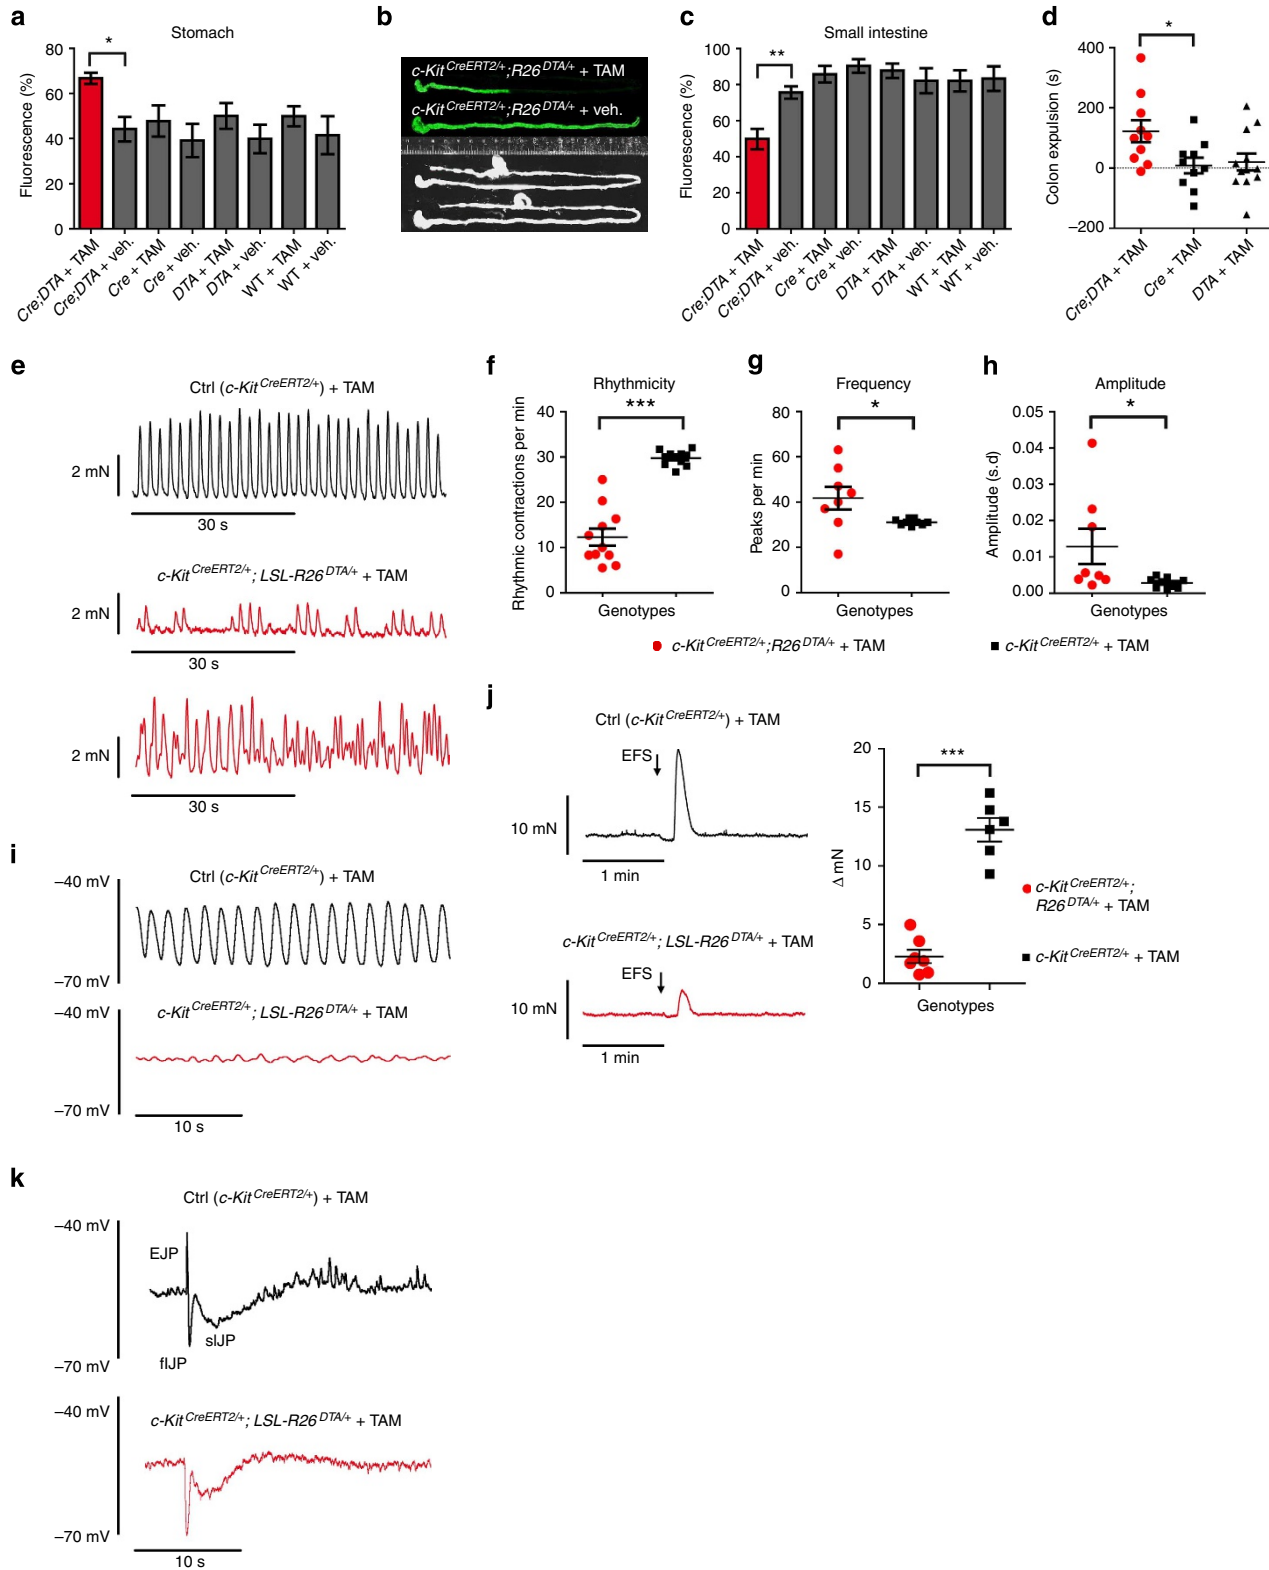 a
Stomach
*
Fluorescence (%)
80
60
40
20
0
Cre;DTA + TAM
Cre;DTA + veh.
Cre + TAM
Cre + veh.
DTA + TAM
DTA + veh.
WT + TAM
WT + veh.
b
c-Kit CreERT2/+;R26 DTA/+ + TAM
c-Kit CreERT2/+;R26 DTA/+ + veh.
c
Small intestine
**
Fluorescence (%)
100
80
60
40
20
0
Cre;DTA + TAM
Cre;DTA + veh.
Cre + TAM
Cre + veh.
DTA + TAM
DTA + veh.
WT + TAM
WT + veh.
d
*
Colon expulsion (s)
400
200
0
–200
Cre;DTA + TAM
Cre + TAM
DTA + TAM
e
Ctrl (c-Kit CreERT2/+) + TAM
2 mN
30 s
c-Kit CreERT2/+; LSL-R26 DTA/+ + TAM
2 mN
30 s
2 mN
30 s
f
Rhythmicity
***
Rhythmic contractions per min
40
30
20
10
0
Genotypes
g
Frequency
*
Peaks per min
80
60
40
20
0
Genotypes
h
Amplitude
*
Amplitude (s.d)
0.05
0.04
0.03
0.02
0.01
0.00
Genotypes
c-Kit CreERT2/+;R26 DTA/+ + TAM
c-Kit CreERT2/+ + TAM
i
Ctrl (c-Kit CreERT2/+) + TAM
–40 mV
–70 mV
c-Kit CreERT2/+; LSL-R26 DTA/+ + TAM
–40 mV
–70 mV
10 s
j
Ctrl (c-Kit CreERT2/+) + TAM
EFS
10 mN
1 min
c-Kit CreERT2/+; LSL-R26 DTA/+ + TAM
EFS
10 mN
1 min
***
Δ mN
20
15
10
5
0
Genotypes
c-Kit CreERT2/+;
R26 DTA/+ + TAM
c-Kit CreERT2/+ + TAM
k
Ctrl (c-Kit CreERT2/+) + TAM
–40 mV
EJP
sIJP
fIJP
–70 mV
–40 mV
c-Kit CreERT2/+; LSL-R26 DTA/+ + TAM
–70 mV
10 s